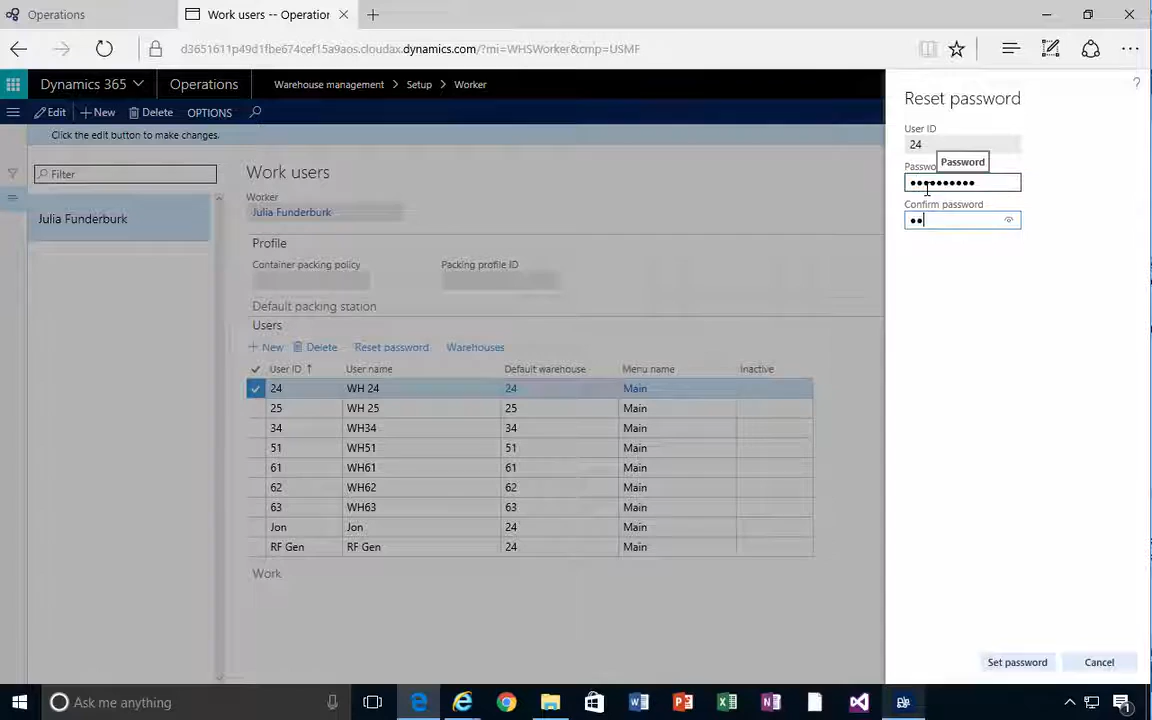 Operations
Work users -- Operation
d3651611p49d1fbe674cef15a9aos.cloudax.dynamics.com/?mi=WHSWorker&cmp=USMF
Dynamics 365
Operations
Warehouse management > Setup > Worker
Edit
+ New
Delete
OPTIONS
Click the edit button to make changes.
Filter
Julia Funderburk
Work users
Worker
Julia Funderburk
Profile
Container packing policy
Packing profile ID
Default packing station
Users
+ New
Delete
Reset password
Warehouses
User ID ↑ User name Default warehouse Menu name Inactive
24 WH 24 24 Main
25 WH 25 25 Main
34 WH34 34 Main
51 WH51 51 Main
61 WH61 61 Main
62 WH62 62 Main
63 WH63 63 Main
Jon Jon 24 Main
RF Gen RF Gen 24 Main
Work
?
Reset password
User ID
24
Passwo
Password
••••••••••
Confirm password
••
Set password
Cancel
Ask me anything
1